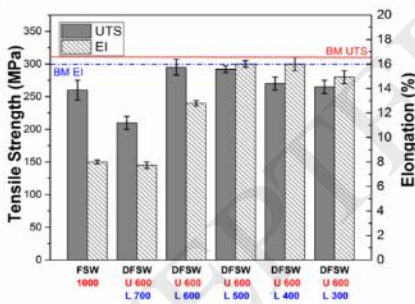 UTS
EI
BM UTS
BM EI
Tensile Strength (MPa)
Elongation (%)
350
300
250
200
150
100
50
0
20
18
16
14
12
10
8
6
4
2
0
FSW DFSW DFSW DFSW DFSW DFSW
1000 U 600 U 600 U 600 U 600 U 600
L 700 L 600 L 500 L 400 L 300